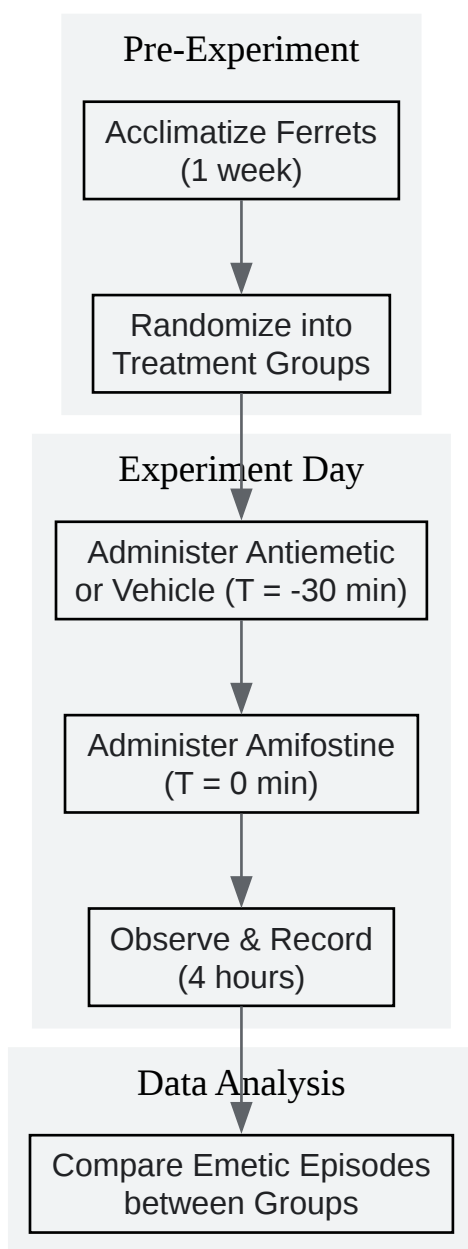 Pre-Experiment
Acclimatize Ferrets
(1 week)
Randomize into
Treatment Groups
Experiment Day
Administer Antiemetic
or Vehicle (T = -30 min)
Administer Amifostine
(T = 0 min)
Observe & Record
(4 hours)
Data Analysis
Compare Emetic Episodes
between Groups